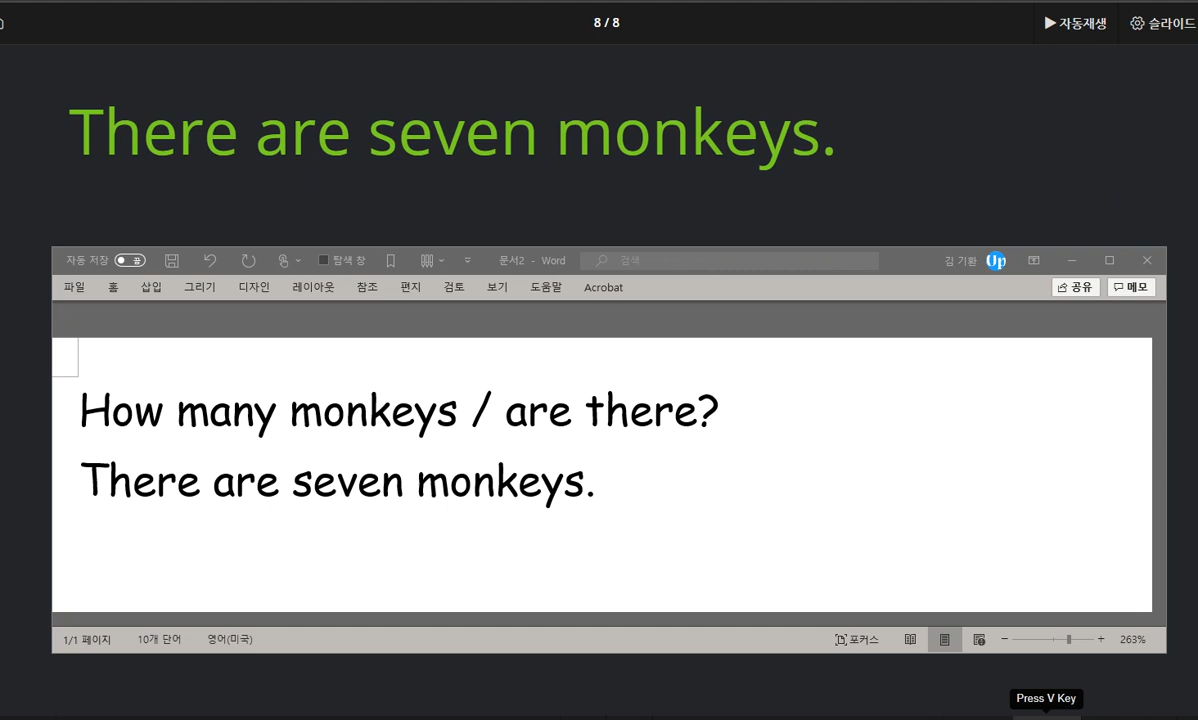 8 / 8
▶ 자동재생
슬라이드
There are seven monkeys.
자동 저장 끔 탐색 창 문서2 - Word 검색 김 기환 Up
파일 홈 삽입 그리기 디자인 레이아웃 참조 편지 검토 보기 도움말 Acrobat 공유 메모
How many monkeys / are there?
There are seven monkeys.
1/1 페이지 10개 단어 영어(미국) 포커스 − + 263%
Press V Key